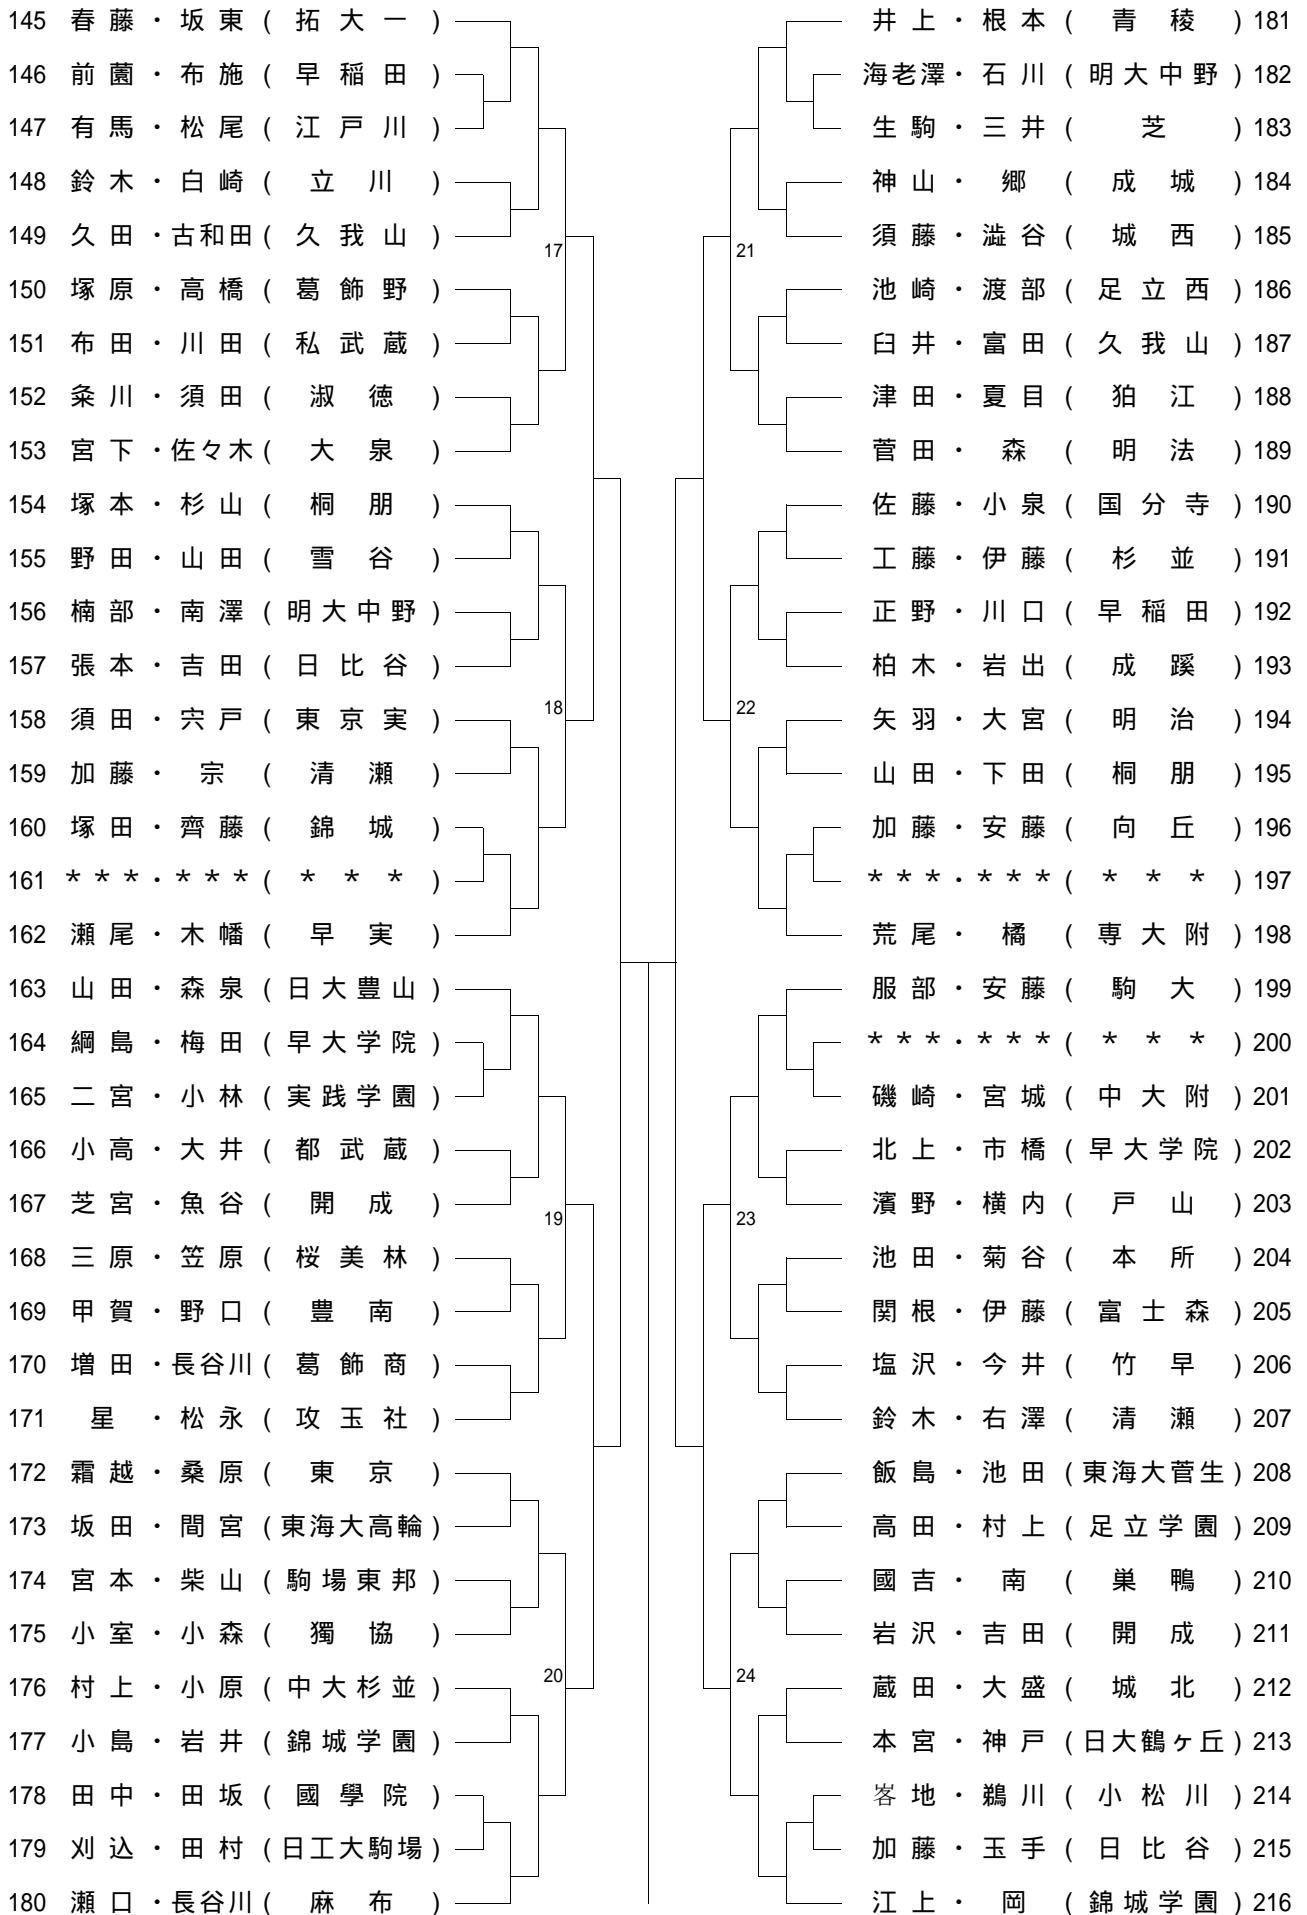 145 春藤・坂東(拓大一)
146 前薗・布施(早稲田)
147 有馬・松尾(江戸川)
148 鈴木・白崎(立川)
149 久田・古和田(久我山)
150 塚原・高橋(葛飾野)
151 布田・川田(私武蔵)
152 粂川・須田(淑徳)
153 宮下・佐々木(大泉)
154 塚本・杉山(桐朋)
155 野田・山田(雪谷)
156 楠部・南澤(明大中野)
157 張本・吉田(日比谷)
158 須田・宍戸(東京実)
159 加藤・宗(清瀬)
160 塚田・齊藤(錦城)
161 ***・***(***)
162 瀬尾・木幡(早実)
163 山田・森泉(日大豊山)
164 綱島・梅田(早大学院)
165 二宮・小林(実践学園)
166 小高・大井(都武蔵)
167 芝宮・魚谷(開成)
168 三原・笠原(桜美林)
169 甲賀・野口(豊南)
170 増田・長谷川(葛飾商)
171 星・松永(攻玉社)
172 霜越・桑原(東京)
173 坂田・間宮(東海大高輪)
174 宮本・柴山(駒場東邦)
175 小室・小森(獨協)
176 村上・小原(中大杉並)
177 小島・岩井(錦城学園)
178 田中・田坂(國學院)
179 刈込・田村(日工大駒場)
180 瀬口・長谷川(麻布)
17
18
19
20
21
22
23
24
井上・根本(青稜)181
海老澤・石川(明大中野)182
生駒・三井(芝)183
神山・郷(成城)184
須藤・澁谷(城西)185
池崎・渡部(足立西)186
臼井・富田(久我山)187
津田・夏目(狛江)188
菅田・森(明法)189
佐藤・小泉(国分寺)190
工藤・伊藤(杉並)191
正野・川口(早稲田)192
柏木・岩出(成蹊)193
矢羽・大宮(明治)194
山田・下田(桐朋)195
加藤・安藤(向丘)196
***・***(***)197
荒尾・橘(専大附)198
服部・安藤(駒大)199
***・***(***)200
磯崎・宮城(中大附)201
北上・市橋(早大学院)202
濱野・横内(戸山)203
池田・菊谷(本所)204
関根・伊藤(富士森)205
塩沢・今井(竹早)206
鈴木・右澤(清瀬)207
飯島・池田(東海大菅生)208
高田・村上(足立学園)209
國吉・南(巣鴨)210
岩沢・吉田(開成)211
蔵田・大盛(城北)212
本宮・神戸(日大鶴ヶ丘)213
峉地・鵜川(小松川)214
加藤・玉手(日比谷)215
江上・岡(錦城学園)216